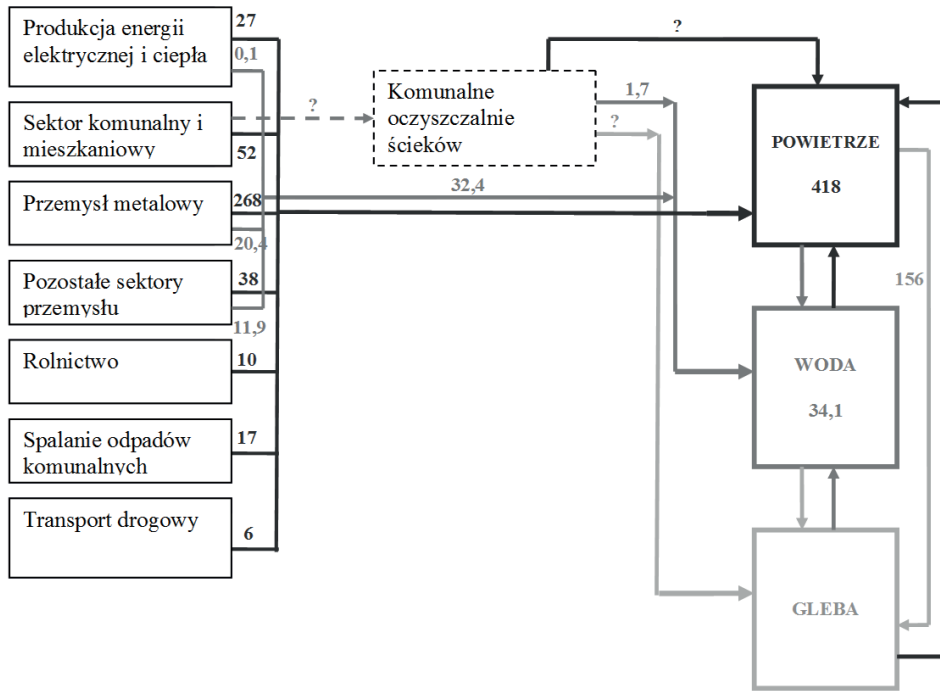 Produkcja energii
elektrycznej i ciepła
27
0,1
Sektor komunalny i
mieszkaniowy
?
52
Przemysł metalowy
268
20,4
Pozostałe sektory
przemysłu
38
11,9
Rolnictwo
10
Spalanie odpadów
komunalnych
17
Transport drogowy
6
Komunalne
oczyszczalnie
ścieków
?
1,7
?
32,4
POWIETRZE
418
156
WODA
34,1
GLEBA